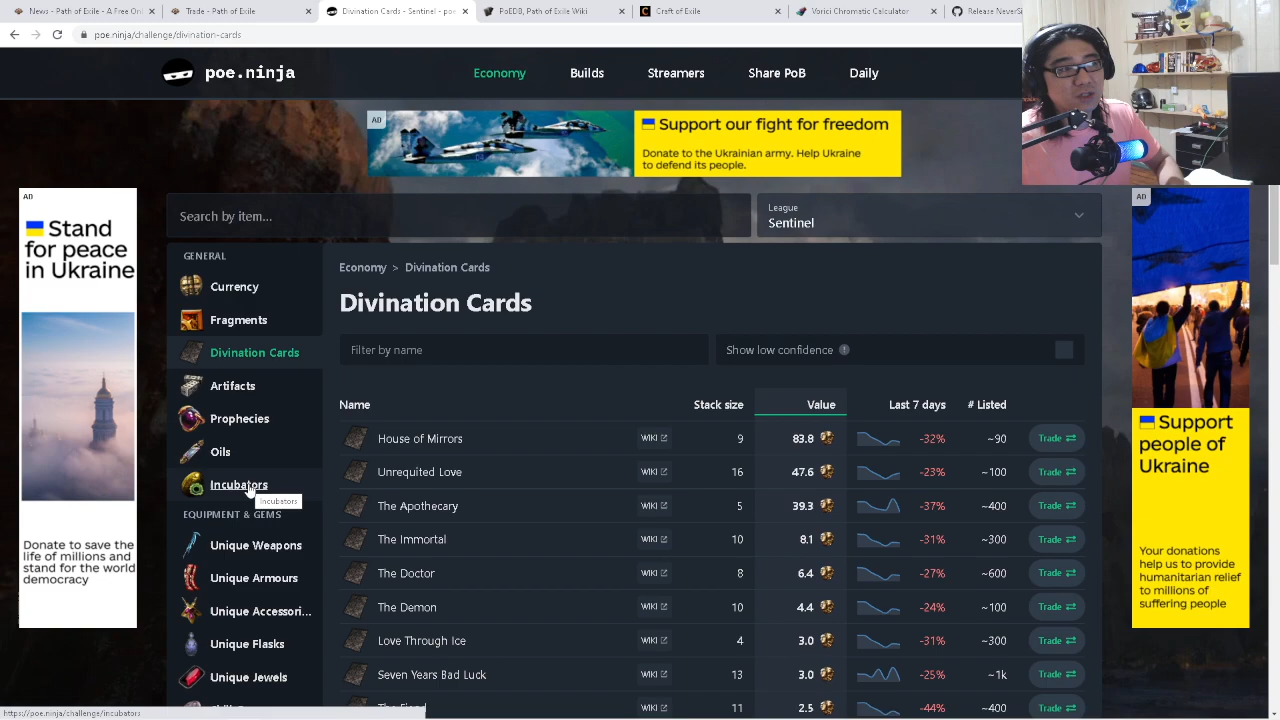 News - Path of Exile - A Free Onl
Trade - Path of Exile
Divination Cards - Sentinel - poe
PoEDB, Path of Exile Wiki
Craft of Exile
Vorici Chromatic Calculator
Release NeverSi
poe.ninja/challenge/divination-cards
poe.ninja
Economy
Builds
Streamers
Share PoB
Daily
AD
Support our fight for freedom
Donate to the Ukrainian army. Help Ukraine
to defend its people.
AD
Stand
for peace
in Ukraine
Donate to save the
life of millions and
stand for the world
democracy
Search by item...
League
Sentinel
GENERAL
Currency
Fragments
Divination Cards
Artifacts
Prophecies
Oils
Incubators
Incubators
EQUIPMENT & GEMS
Unique Weapons
Unique Armours
Unique Accessori...
Unique Flasks
Unique Jewels
Economy > Divination Cards
Divination Cards
Filter by name
Show low confidence
Name Stack size Value Last 7 days # Listed
House of Mirrors WIKI 9 83.8 -32% ~90 Trade
Unrequited Love WIKI 16 47.6 -23% ~100 Trade
The Apothecary WIKI 5 39.3 -37% ~400 Trade
The Immortal WIKI 10 8.1 -31% ~300 Trade
The Doctor WIKI 8 6.4 -27% ~600 Trade
The Demon WIKI 10 4.4 -24% ~100 Trade
Love Through Ice WIKI 4 3.0 -31% ~300 Trade
Seven Years Bad Luck WIKI 13 3.0 -25% ~1k Trade
The Fiend WIKI 11 2.5 -44% ~400 Trade
AD
Support
people of
Ukraine
Your donations
help us to provide
humanitarian relief
to millions of
suffering people
https://poe.ninja/challenge/incubators